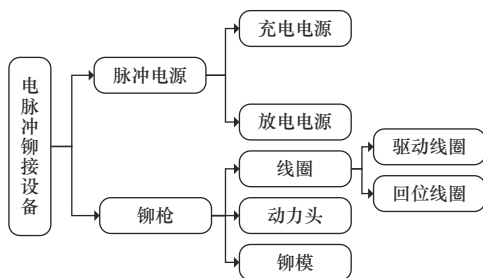 电脉冲铆接设备
脉冲电源
充电电源
放电电源
铆枪
线圈
驱动线圈
回位线圈
动力头
铆模